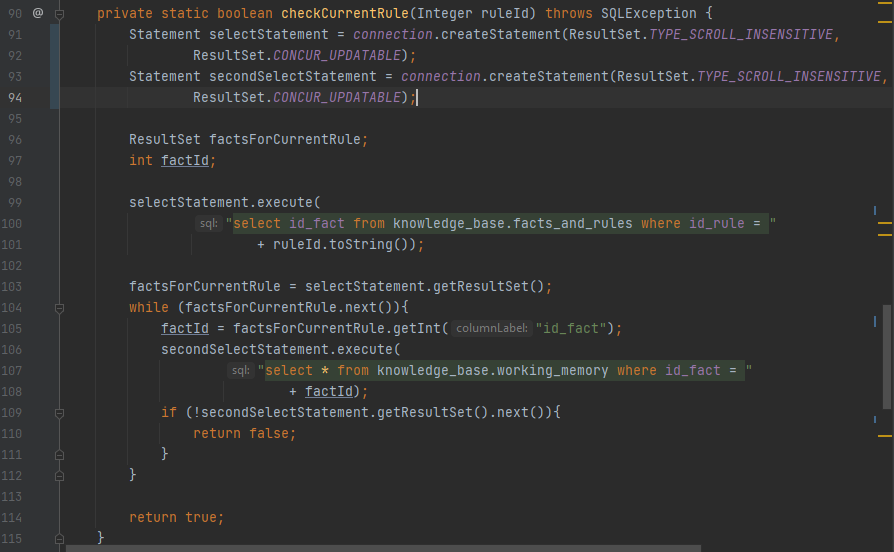 90 @ private static boolean checkCurrentRule(Integer ruleId) throws SQLException {
91 Statement selectStatement = connection.createStatement(ResultSet.TYPE_SCROLL_INSENSITIVE,
92 ResultSet.CONCUR_UPDATABLE);
93 Statement secondSelectStatement = connection.createStatement(ResultSet.TYPE_SCROLL_INSENSITIVE,
94 ResultSet.CONCUR_UPDATABLE);
95
96 ResultSet factsForCurrentRule;
97 int factId;
98
99 selectStatement.execute(
100 sql: "select id_fact from knowledge_base.facts_and_rules where id_rule = "
101 + ruleId.toString());
102
103 factsForCurrentRule = selectStatement.getResultSet();
104 while (factsForCurrentRule.next()){
105 factId = factsForCurrentRule.getInt( columnLabel: "id_fact");
106 secondSelectStatement.execute(
107 sql: "select * from knowledge_base.working_memory where id_fact = "
108 + factId);
109 if (!secondSelectStatement.getResultSet().next()){
110 return false;
111 }
112 }
113
114 return true;
115 }